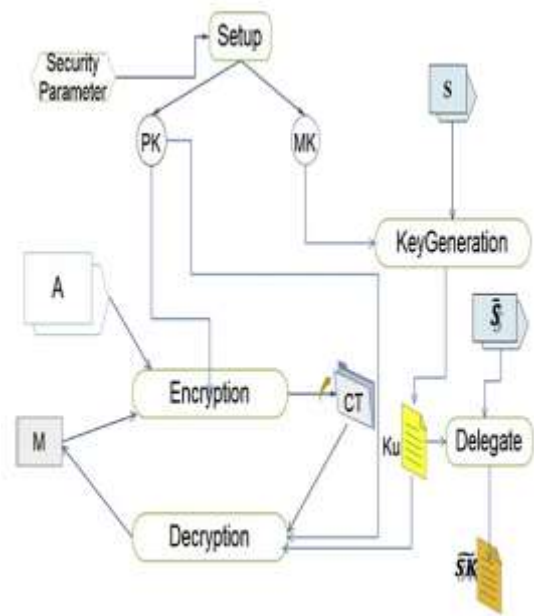 Setup
Security
Parameter
S
PK
MK
KeyGeneration
A
S̃
Encryption
CT
M
Ku
Delegate
Decryption
S̃K̃